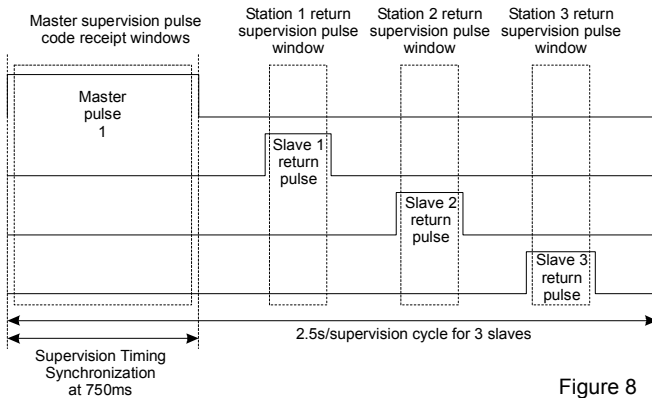 Master supervision pulse
code receipt windows
Station 1 return
supervision pulse
window
Station 2 return
supervision pulse
window
Station 3 return
supervision pulse
window
Master
pulse
1
Slave 1
return
pulse
Slave 2
return
pulse
Slave 3
return
pulse
2.5s/supervision cycle for 3 slaves
Supervision Timing
Synchronization
at 750ms
Figure 8